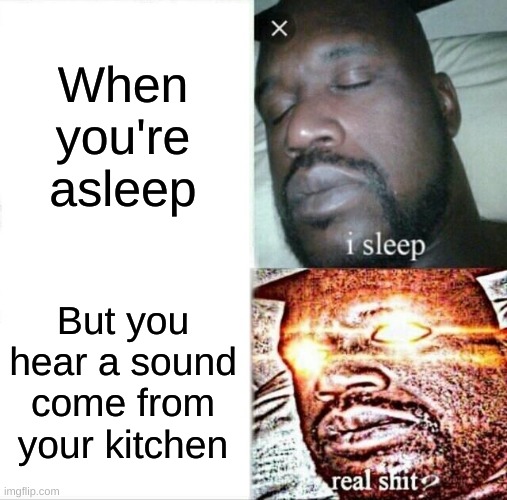 When
you're
asleep
i sleep
But you
hear a sound
come from
your kitchen
real shit?
imgflip.com